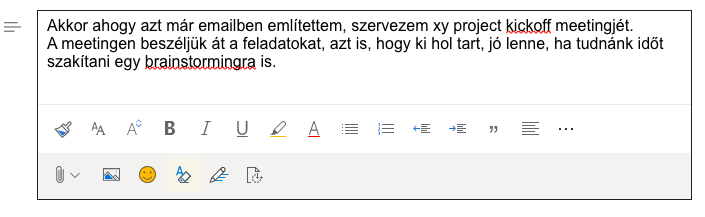 Akkor ahogy azt már emailben említettem, szervezem xy project kickoff meetingjét.
A meetingen beszéljük át a feladatokat, azt is, hogy ki hol tart, jó lenne, ha tudnánk időt
szakítani egy brainstormingra is.